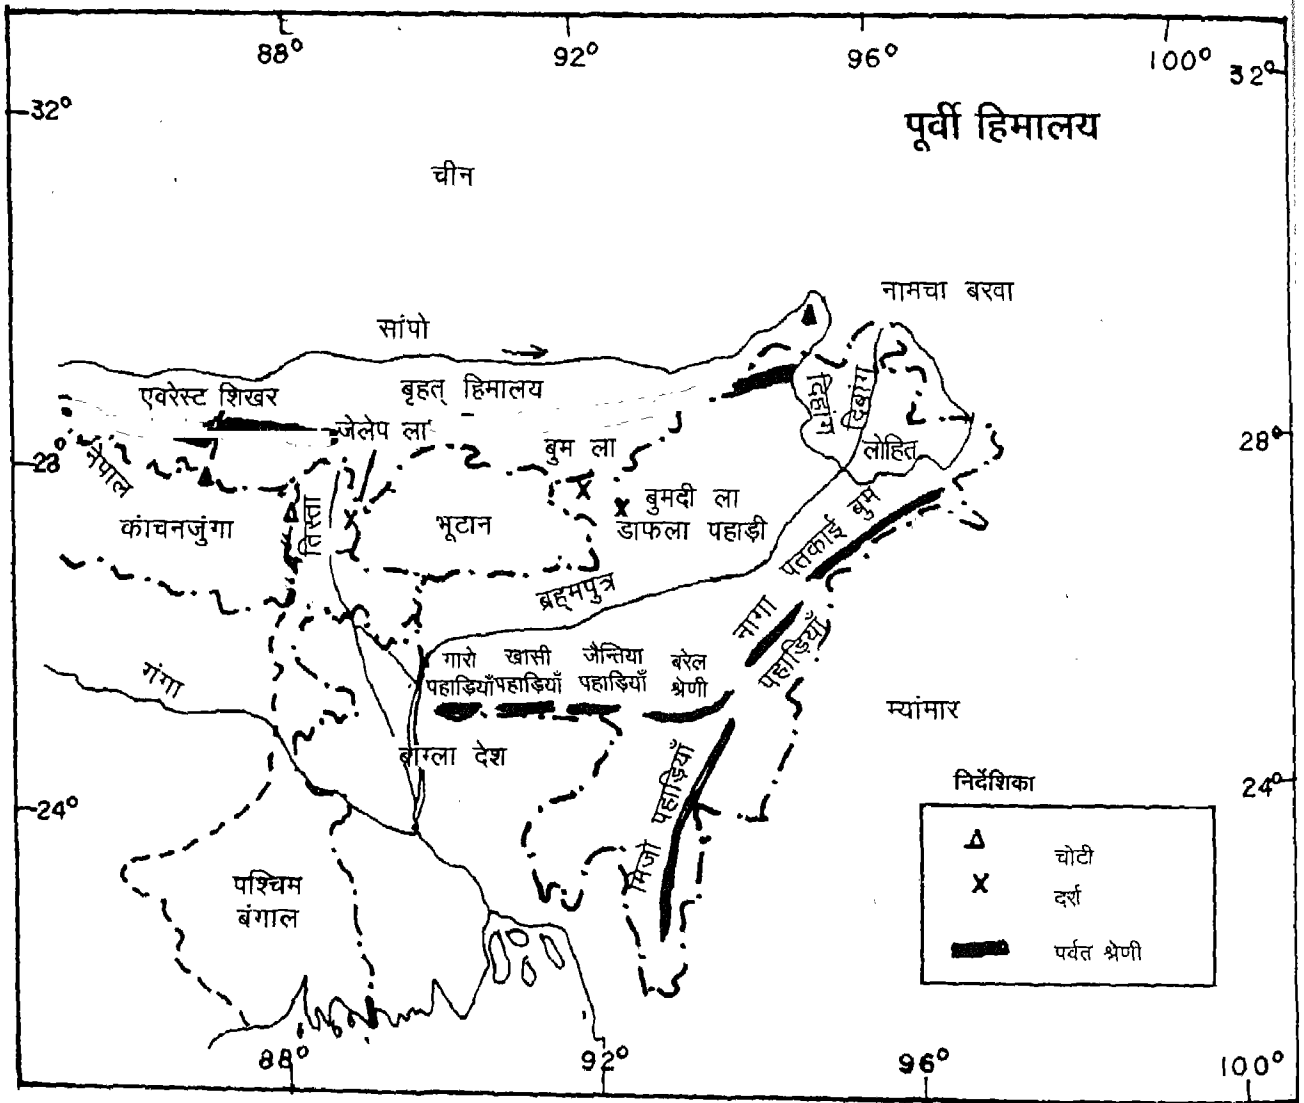 88° 92° 96° 100°
32° 32°
पूर्वी हिमालय
चीन
नामचा बरवा
सांपो
एवरेस्ट शिखर
बृहत् हिमालय
दिहांग
दिबांग
जेलेप ला
बुम ला
लोहित
28° 28°
नेपाल
कांचनजुंगा
तिस्ता
भूटान
बुमदी ला
डाफला पहाड़ी
पतकाई बुम
ब्रह्मपुत्र
नागा
पहाड़ियाँ
गंगा
गारो
पहाड़ियाँ
खासी
पहाड़ियाँ
जैन्तिया
पहाड़ियाँ
बरेल
श्रेणी
म्यांमार
बांग्ला देश
मिजो पहाड़ियाँ
24° 24°
पश्चिम
बंगाल
निर्देशिका
चोटी
दर्रा
पर्वत श्रेणी
88° 92° 96° 100°